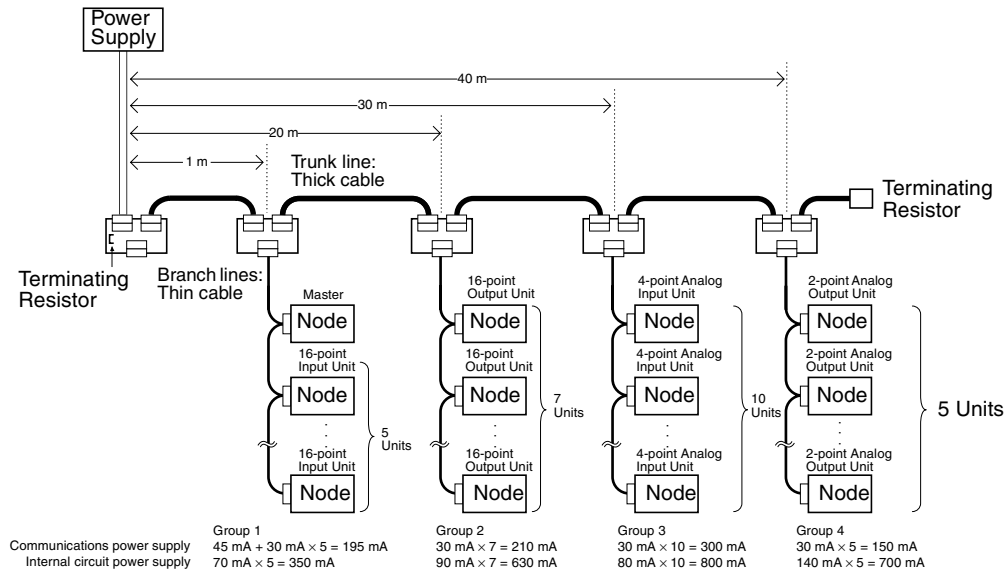 Power
Supply
40 m
30 m
20 m
1 m
Trunk line:
Thick cable
Terminating
Resistor
Terminating
Resistor
Branch lines:
Thin cable
Master
Node
16-point
Input Unit
Node
16-point
Input Unit
Node
5
Units
16-point
Output Unit
Node
16-point
Output Unit
Node
16-point
Output Unit
Node
7
Units
4-point Analog
Input Unit
Node
4-point Analog
Input Unit
Node
4-point Analog
Input Unit
Node
10
Units
2-point Analog
Output Unit
Node
2-point Analog
Output Unit
Node
2-point Analog
Output Unit
Node
5 Units
Group 1 Group 2 Group 3 Group 4
Communications power supply 45 mA + 30 mA × 5 = 195 mA 30 mA × 7 = 210 mA 30 mA × 10 = 300 mA 30 mA × 5 = 150 mA
Internal circuit power supply 70 mA × 5 = 350 mA 90 mA × 7 = 630 mA 80 mA × 10 = 800 mA 140 mA × 5 = 700 mA